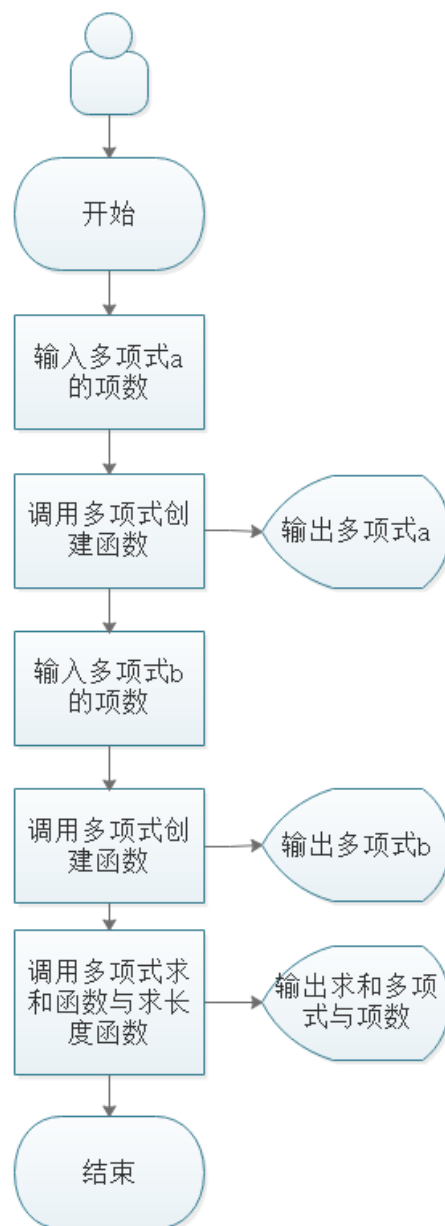 开始
输入多项式a
的项数
调用多项式创
建函数
输出多项式a
输入多项式b
的项数
调用多项式创
建函数
输出多项式b
调用多项式求
和函数与求长
度函数
输出求和多项
式与项数
结束